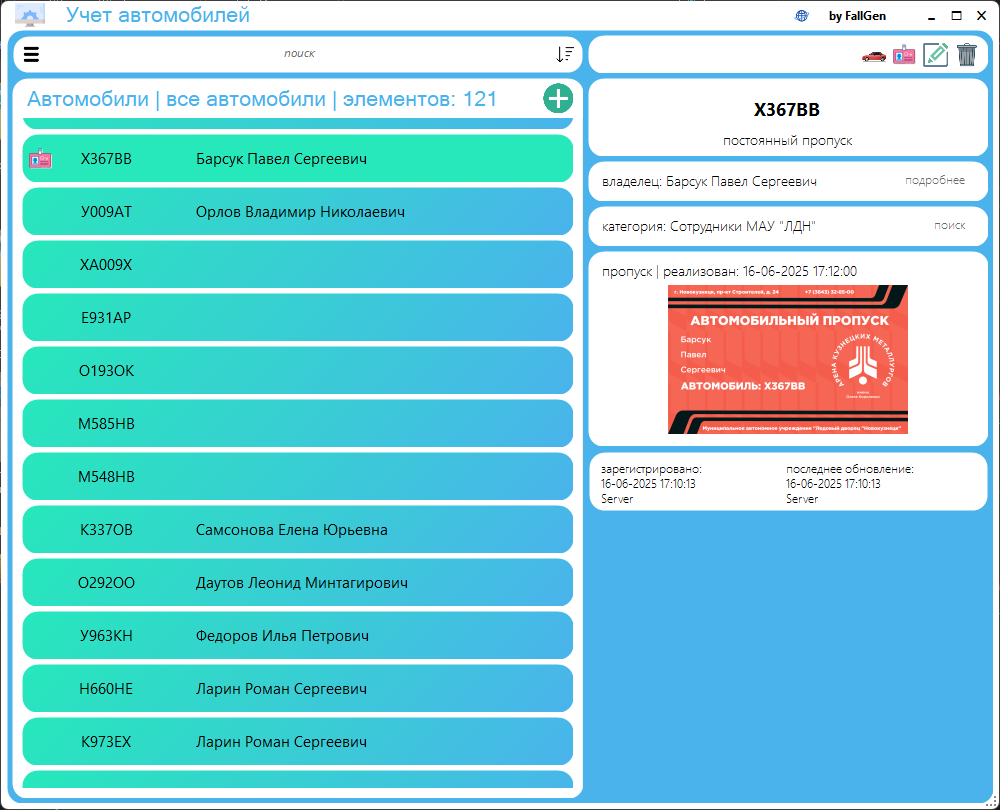 Учет автомобилей
by FallGen
поиск
Автомобили | все автомобили | элементов: 121
Х367ВВ Барсук Павел Сергеевич
У009АТ Орлов Владимир Николаевич
ХА009Х
Е931АР
О193ОК
М585НВ
М548НВ
К337ОВ Самсонова Елена Юрьевна
О292ОО Даутов Леонид Минтагирович
У963КН Федоров Илья Петрович
Н660НЕ Ларин Роман Сергеевич
К973ЕХ Ларин Роман Сергеевич
Х367ВВ
постоянный пропуск
владелец: Барсук Павел Сергеевич подробнее
категория: Сотрудники МАУ "ЛДН" поиск
пропуск | реализован: 16-06-2025 17:12:00
г. Новокузнецк, пр-кт Строителей, д. 24 +7 (3843) 32-85-00
АВТОМОБИЛЬНЫЙ ПРОПУСК
Барсук
Павел
Сергеевич
АВТОМОБИЛЬ: Х367ВВ
АРЕНА КУЗНЕЦКИХ МЕТАЛЛУРГОВ
Муниципальное автономное учреждение "Ледовый дворец "Новокузнецк"
зарегистрировано: последнее обновление:
16-06-2025 17:10:13 16-06-2025 17:10:13
Server Server